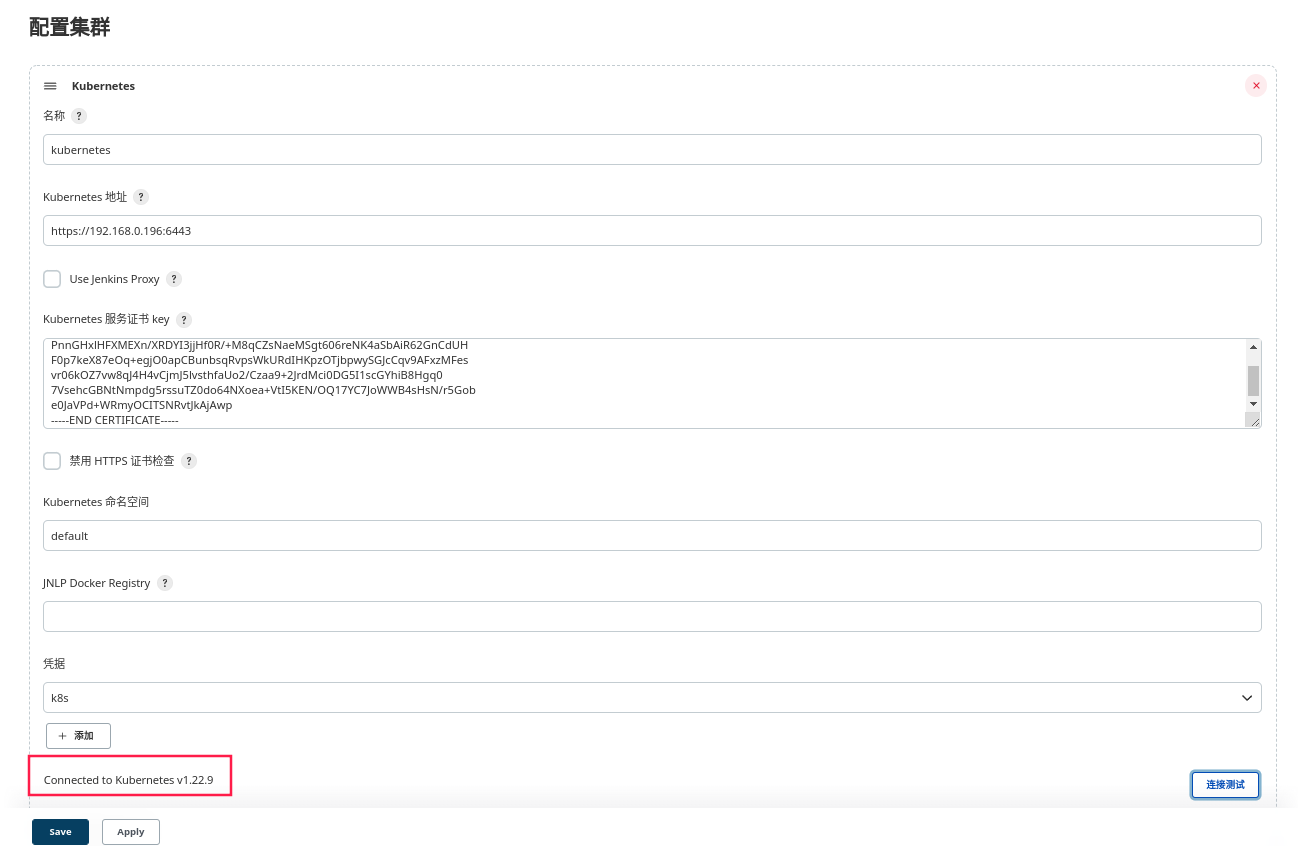 配置集群
Kubernetes
名称 ?
kubernetes
Kubernetes 地址 ?
https://192.168.0.196:6443
Use Jenkins Proxy ?
Kubernetes 服务证书 key ?
PnnGHxlHFXMEXn/XRDYI3jjHf0R/+M8qCZsNaeMSgt606reNK4aSbAiR62GnCdUH
F0p7keX87eOq+egjO0apCBunbsqRvpsWkURdIHKpzOTjbpwySGJcCqv9AFxzMFes
vr06kOZ7vw8qJ4H4vCjmJ5lvsthfaUo2/Czaa9+2JrdMci0DG5I1scGYhiB8Hgq0
7VsehcGBNtNmpdg5rssuTZ0do64NXoea+VtI5KEN/OQ17YC7JoWWB4sHsN/r5Gob
e0JaVPd+WRmyOCITSNRvtJkAjAwp
-----END CERTIFICATE-----
禁用 HTTPS 证书检查 ?
Kubernetes 命名空间
default
JNLP Docker Registry ?
凭据
k8s
+ 添加
Connected to Kubernetes v1.22.9
连接测试
Save Apply